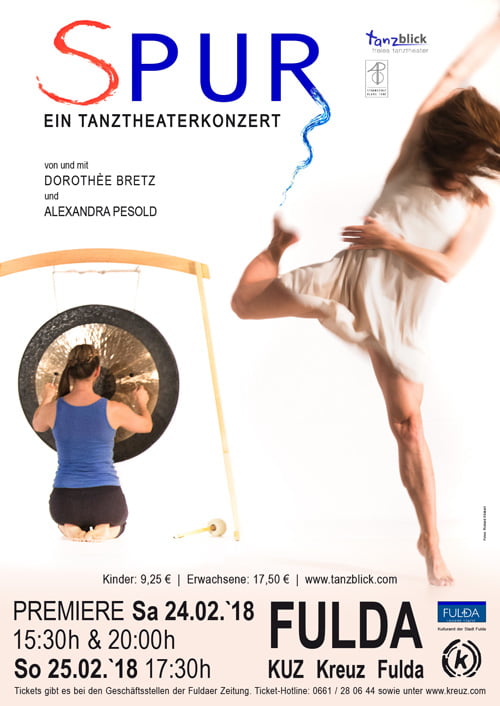 SPUR
tanzblick
freies tanztheater
EIN TANZTHEATERKONZERT
von und mit
DOROTHÈE BRETZ
und
ALEXANDRA PESOLD
Kinder: 9,25 € | Erwachsene: 17,50 € | www.tanzblick.com
PREMIERE Sa 24.02.`18
15:30h & 20:00h
So 25.02.`18 17:30h
FULDA
KUZ Kreuz Fulda
FULDA
Kulturamt der Stadt Fulda
k
Tickets gibt es bei den Geschäftsstellen der Fuldaer Zeitung. Ticket-Hotline: 0661 / 28 06 44 sowie unter www.kreuz.com